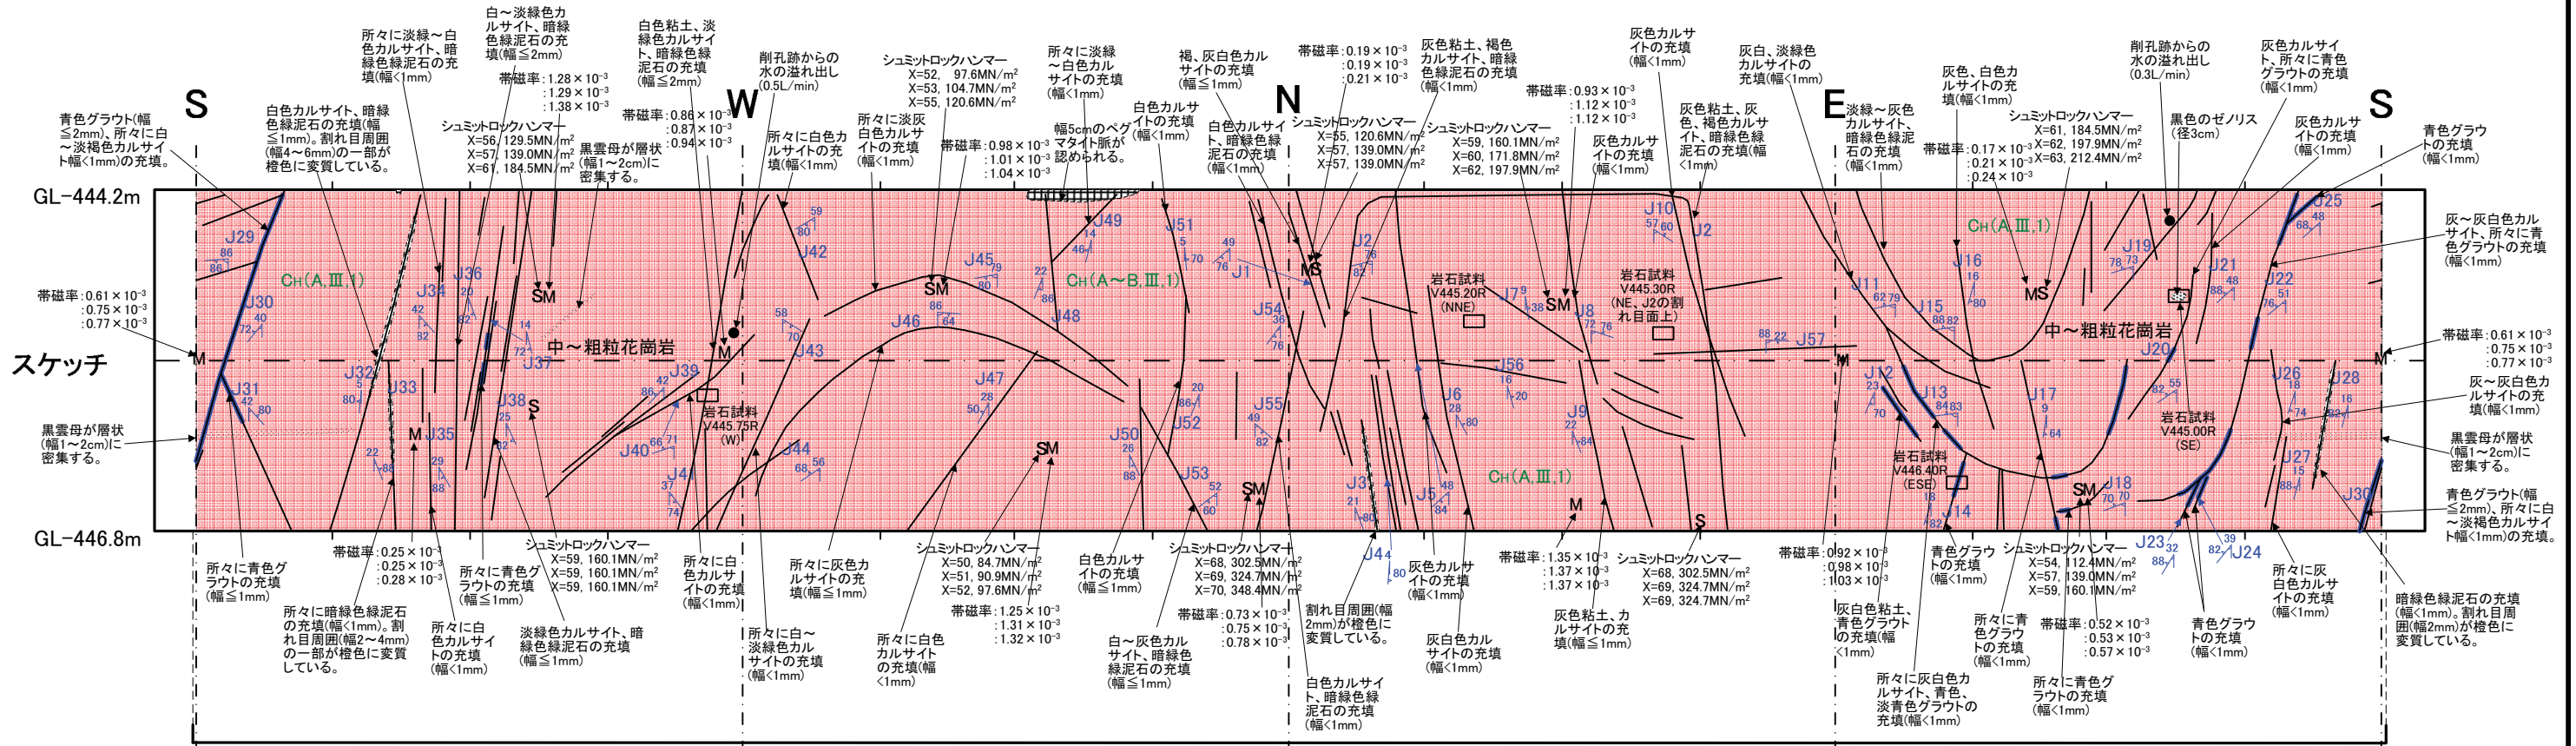 S
W
N
E
S
GL-444.2m
GL-446.8m
スケッチ
青色グラウト(幅
≦2mm)、所々に白
~淡褐色カルサイ
ト幅<1mm)の充填。
白色カルサイト、暗緑
色緑泥石の充填(幅
≦1mm)。割れ目周囲
(幅4~6mm)の一部が
橙色に変質している。
所々に淡緑~白
色カルサイト、暗
緑色緑泥石の充
填(幅<1mm)
白~淡緑色カ
ルサイト、暗緑
色緑泥石の充
填(幅≦2mm)
帯磁率:1.28×10⁻³
:1.29×10⁻³
:1.38×10⁻³
シュミットロックハンマー
X=56, 129.5MN/m²
X=57, 139.0MN/m²
X=61, 184.5MN/m²
黒雲母が層状
(幅1~2cm)に
密集する。
白色粘土、淡
緑色カルサイ
ト、暗緑色緑
泥石の充填
(幅≦2mm)
帯磁率:0.86×10⁻³
:0.87×10⁻³
:0.94×10⁻³
削孔跡からの
水の溢れ出し
(0.5L/min)
所々に白色カ
ルサイトの充
填(幅<1mm)
シュミットロックハンマー
X=52, 97.6MN/m²
X=53, 104.7MN/m²
X=55, 120.6MN/m²
所々に淡灰
白色カルサ
イトの充填
(幅<1mm)
帯磁率:0.98×10⁻³
:1.01×10⁻³
:1.04×10⁻³
所々に淡緑
~白色カル
サイトの充填
(幅<1mm)
幅5cmのペグ
マタイト脈が
認められる。
白色カルサ
イトの充填
(幅<1mm)
褐、灰白色カル
サイトの充填
(幅≦1mm)
白色カルサイ
ト、暗緑色緑
泥石の充填
(幅<1mm)
帯磁率:0.19×10⁻³
:0.19×10⁻³
:0.21×10⁻³
シュミットロックハンマー
X=55, 120.6MN/m²
X=57, 139.0MN/m²
X=57, 139.0MN/m²
灰色粘土、褐色
カルサイト、暗緑
色緑泥石の充填
(幅<1mm)
シュミットロックハンマー
X=59, 160.1MN/m²
X=60, 171.8MN/m²
X=62, 197.9MN/m²
帯磁率:0.93×10⁻³
:1.12×10⁻³
:1.12×10⁻³
灰色カルサ
イトの充填
(幅<1mm)
灰色カルサ
イトの充填
(幅<1mm)
灰色粘土、灰
色、褐色カルサ
イト、暗緑色緑
泥石の充填(幅
<1mm)
灰白、淡緑色
カルサイトの
充填(幅<1mm)
淡緑~灰色
カルサイト、
暗緑色緑泥
石の充填
(幅<1mm)
灰色、白色カ
ルサイトの充
填(幅<1mm)
帯磁率:0.17×10⁻³
:0.21×10⁻³
:0.24×10⁻³
シュミットロックハンマー
X=61, 184.5MN/m²
X=62, 197.9MN/m²
X=63, 212.4MN/m²
削孔跡からの
水の溢れ出し
(0.3L/min)
黒色のゼノリス
(径3cm)
灰色カルサイ
ト、所々に青色
グラウトの充填
(幅<1mm)
灰色カルサ
イトの充填
(幅<1mm)
青色グラウ
トの充填
(幅<1mm)
灰~灰白色カル
サイト、所々に青
色グラウトの充填
(幅<1mm)
帯磁率:0.61×10⁻³
:0.75×10⁻³
:0.77×10⁻³
帯磁率:0.61×10⁻³
:0.75×10⁻³
:0.77×10⁻³
灰~灰白色カ
ルサイトの充
填(幅<1mm)
黒雲母が層状
(幅1~2cm)に
密集する。
黒雲母が層状
(幅1~2cm)に
密集する。
青色グラウト(幅
≦2mm)、所々に白
~淡褐色カルサイ
ト幅<1mm)の充填。
CH(A,Ⅲ,1)
CH(A~B,Ⅲ,1)
CH(A,Ⅲ,1)
CH(A,Ⅲ,1)
中~粗粒花崗岩
中~粗粒花崗岩
岩石試料
V445.75R
(W)
岩石試料
V445.20R
(NNE)
岩石試料
V445.30R
(NE、J2の割
れ目面上)
岩石試料
V446.40R
(ESE)
岩石試料
V445.00R
(SE)
J29
J30
J31
J32
J33
J34
J35
J36
J37
J38
J39
J40
J41
J42
J43
J44
J45
J46
J47
J48
J49
J50
J51
J52
J53
J54
J55
J1
J2
J3
J44
J5
J6
J7
J8
J9
J10
J2
J56
J57
J11
J12
J13
J14
J15
J16
J17
J18
J19
J20
J21
J22
J23
J24
J25
J26
J27
J28
J30
所々に青色グ
ラウトの充填
(幅≦1mm)
帯磁率:0.25×10⁻³
:0.25×10⁻³
:0.28×10⁻³
所々に暗緑色緑泥石
の充填(幅<1mm)。割
れ目周囲(幅2~4mm)
の一部が橙色に変質
している。
所々に白
色カルサイ
トの充填
(幅<1mm)
所々に青色グ
ラウトの充填
(幅≦1mm)
シュミットロックハンマー
X=59, 160.1MN/m²
X=59, 160.1MN/m²
X=59, 160.1MN/m²
淡緑色カルサイト、暗
緑色緑泥石の充填
(幅≦1mm)
所々に白
色カルサ
イトの充填
(幅<1mm)
所々に白~
淡緑色カル
サイトの充填
(幅<1mm)
所々に灰色カ
ルサイトの充
填(幅≦1mm)
所々に白色
カルサイト
の充填(幅
<1mm)
シュミットロックハンマー
X=50, 84.7MN/m²
X=51, 90.9MN/m²
X=52, 97.6MN/m²
帯磁率:1.25×10⁻³
:1.31×10⁻³
:1.32×10⁻³
白色カルサ
イトの充填
(幅≦1mm)
白~灰色カル
サイト、暗緑色
緑泥石の充填
(幅≦1mm)
シュミットロックハンマー
X=68, 302.5MN/m²
X=69, 324.7MN/m²
X=70, 348.4MN/m²
帯磁率:0.73×10⁻³
:0.75×10⁻³
:0.78×10⁻³
白色カルサイ
ト、暗緑色緑
泥石の充填
(幅<1mm)
割れ目周囲(幅
2mm)が橙色に
変質している。
灰色カルサ
イトの充填
(幅<1mm)
灰白色カル
サイトの充填
(幅<1mm)
帯磁率:1.35×10⁻³
:1.37×10⁻³
:1.37×10⁻³
灰色粘土、カ
ルサイトの充
填(幅≦1mm)
シュミットロックハンマー
X=68, 302.5MN/m²
X=69, 324.7MN/m²
X=69, 324.7MN/m²
帯磁率:0.92×10⁻³
:0.98×10⁻³
:1.03×10⁻³
灰白色粘土、
青色グラウト
の充填(幅
<1mm)
所々に灰白色カ
ルサイト、青色、
淡青色グラウトの
充填(幅<1mm)
青色グラウ
トの充填
(幅<1mm)
所々に青
色グラウ
トの充填
(幅<1mm)
シュミットロックハンマー
X=54, 112.4MN/m²
X=57, 139.0MN/m²
X=59, 160.1MN/m²
帯磁率:0.52×10⁻³
:0.53×10⁻³
:0.57×10⁻³
所々に青色グ
ラウトの充填
(幅<1mm)
青色グラウ
トの充填
(幅<1mm)
所々に灰
白色カルサ
イトの充填
(幅<1mm)
暗緑色緑泥石の充填
(幅<1mm)。割れ目周
囲(幅2mm)が橙色に
変質している。